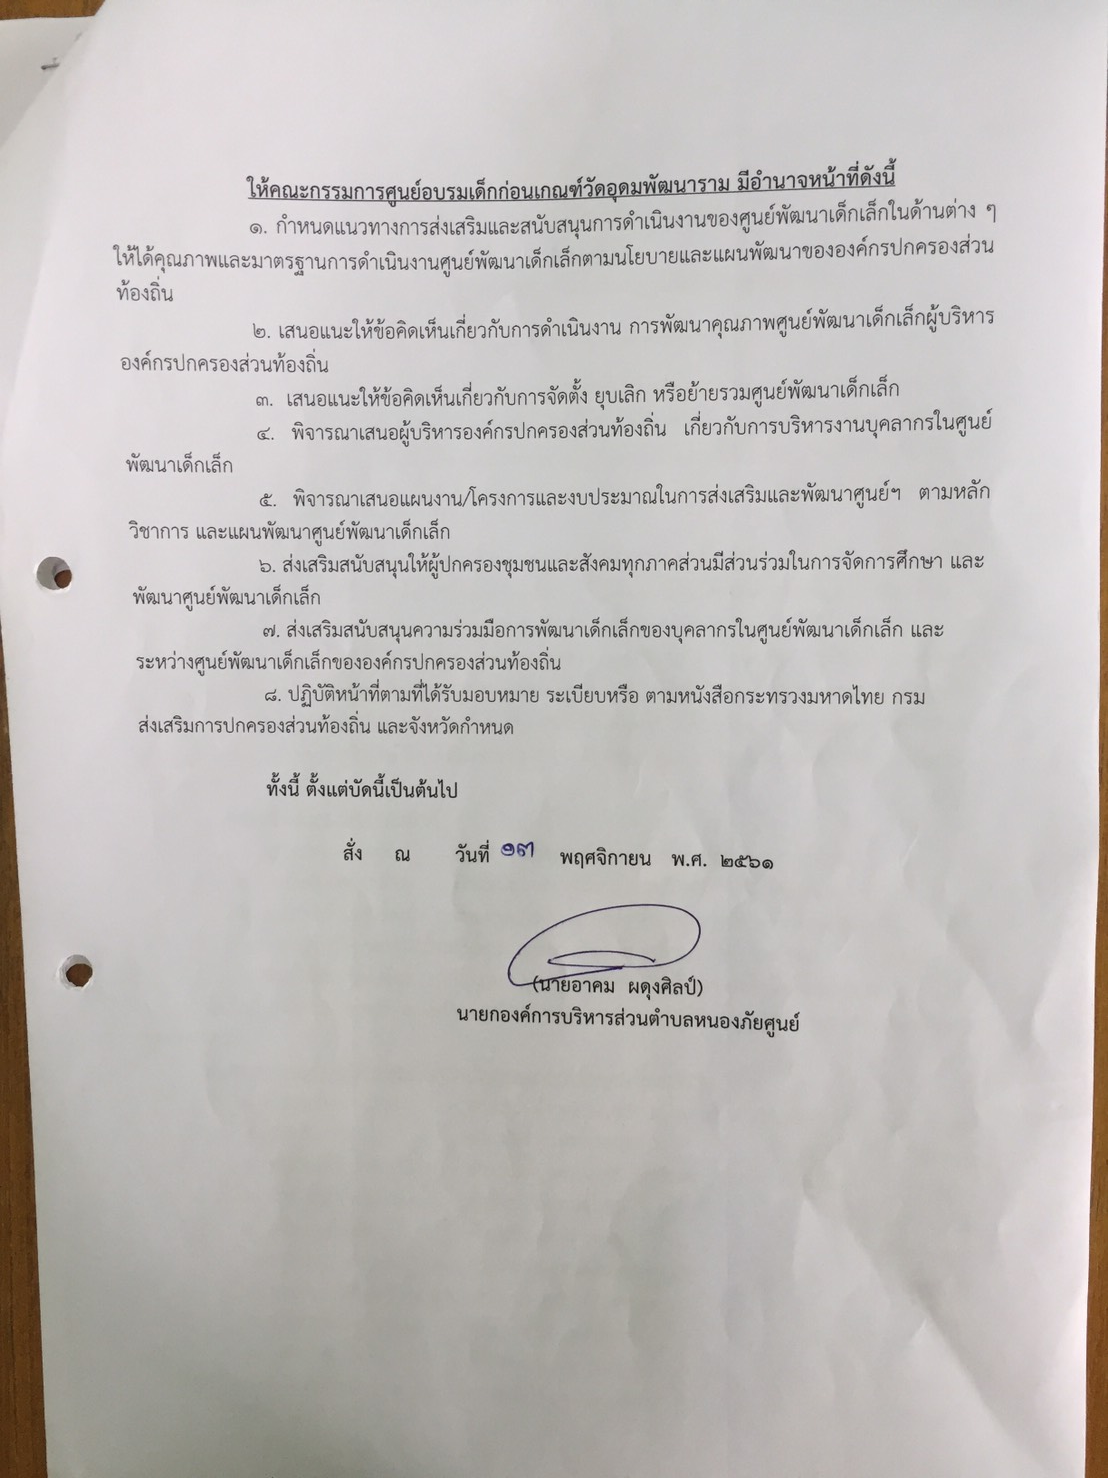 ให้คณะกรรมการศูนย์อบรมเด็กก่อนเกณฑ์วัดอุดมพัฒนาราม มีอำนาจหน้าที่ดังนี้
๑. กำหนดแนวทางการส่งเสริมและสนับสนุนการดำเนินงานของศูนย์พัฒนาเด็กเล็กในด้านต่าง ๆ
ให้ได้คุณภาพและมาตรฐานการดำเนินงานศูนย์พัฒนาเด็กเล็กตามนโยบายและแผนพัฒนาขององค์กรปกครองส่วน
ท้องถิ่น
๒. เสนอแนะให้ข้อคิดเห็นเกี่ยวกับการดำเนินงาน การพัฒนาคุณภาพศูนย์พัฒนาเด็กเล็กผู้บริหาร
องค์กรปกครองส่วนท้องถิ่น
๓. เสนอแนะให้ข้อคิดเห็นเกี่ยวกับการจัดตั้ง ยุบเลิก หรือย้ายรวมศูนย์พัฒนาเด็กเล็ก
๔. พิจารณาเสนอผู้บริหารองค์กรปกครองส่วนท้องถิ่น เกี่ยวกับการบริหารงานบุคลากรในศูนย์
พัฒนาเด็กเล็ก
๕. พิจารณาเสนอแผนงาน/โครงการและงบประมาณในการส่งเสริมและพัฒนาศูนย์ฯ ตามหลัก
วิชาการ และแผนพัฒนาศูนย์พัฒนาเด็กเล็ก
๖. ส่งเสริมสนับสนุนให้ผู้ปกครองชุมชนและสังคมทุกภาคส่วนมีส่วนร่วมในการจัดการศึกษา และ
พัฒนาศูนย์พัฒนาเด็กเล็ก
๗. ส่งเสริมสนับสนุนความร่วมมือการพัฒนาเด็กเล็กของบุคลากรในศูนย์พัฒนาเด็กเล็ก และ
ระหว่างศูนย์พัฒนาเด็กเล็กขององค์กรปกครองส่วนท้องถิ่น
๘. ปฏิบัติหน้าที่ตามที่ได้รับมอบหมาย ระเบียบหรือ ตามหนังสือกระทรวงมหาดไทย กรม
ส่งเสริมการปกครองส่วนท้องถิ่น และจังหวัดกำหนด
ทั้งนี้ ตั้งแต่บัดนี้เป็นต้นไป
สั่ง ณ วันที่ ๑๓ พฤศจิกายน พ.ศ. ๒๕๖๑
(นายอาคม ผดุงศิลป์)
นายกองค์การบริหารส่วนตำบลหนองภัยศูนย์